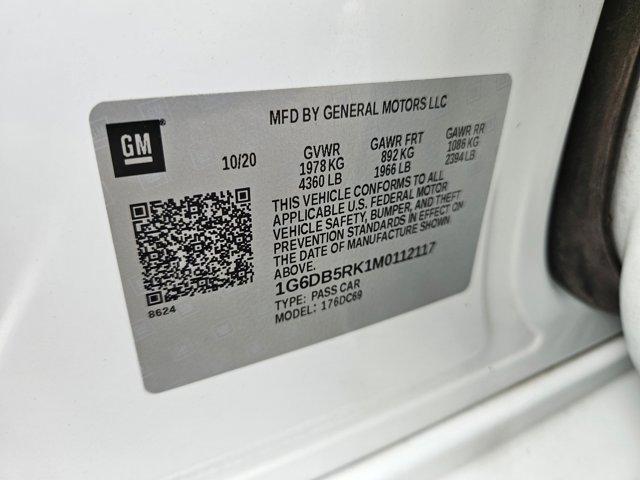 MFD BY GENERAL MOTORS LLC
GM
®
10/20
GVWR
1978 KG
4360 LB
GAWR FRT
892 KG
1966 LB
GAWR RR
1086 KG
2394 LB
THIS VEHICLE CONFORMS TO ALL
APPLICABLE U.S. FEDERAL MOTOR
VEHICLE SAFETY, BUMPER, AND THEFT
PREVENTION STANDARDS IN EFFECT ON
THE DATE OF MANUFACTURE SHOWN
ABOVE.
1G6DB5RK1M0112117
TYPE: PASS CAR
MODEL: 176DC69
8624